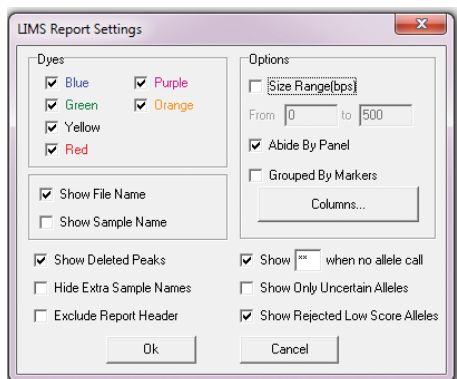 LIMS Report Settings
Dyes
Blue
Purple
Green
Orange
Yellow
Red
Show File Name
Show Sample Name
Options
Size Range(bps)
From 0 to 500
Abide By Panel
Grouped By Markers
Columns...
Show Deleted Peaks
Hide Extra Sample Names
Exclude Report Header
Show ** when no allele call
Show Only Uncertain Alleles
Show Rejected Low Score Alleles
Ok
Cancel